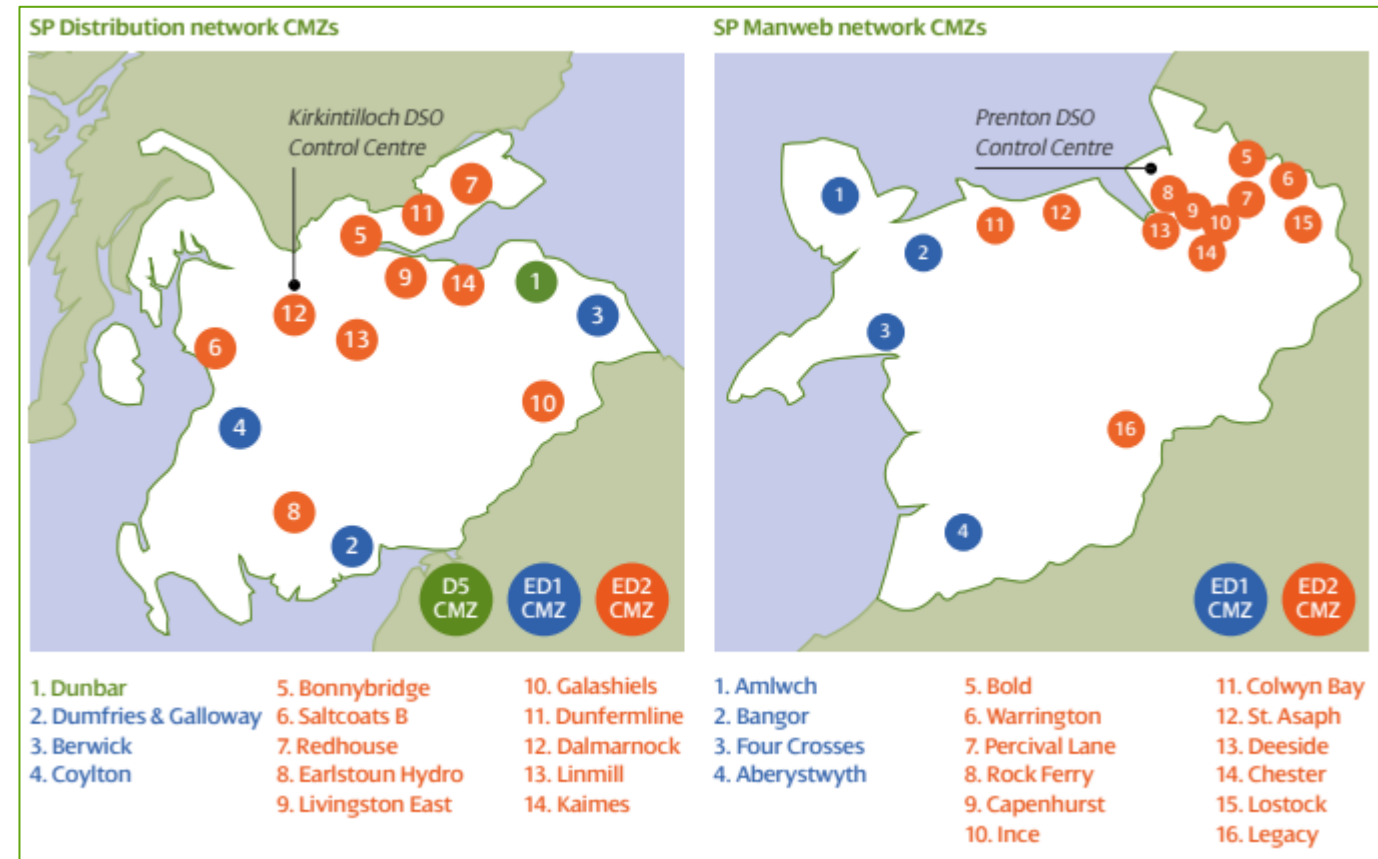 SP Distribution network CMZs
Kirkintilloch DSO
Control Centre
7
11
5
9
14
1
3
12
13
6
10
4
8
2
D5
CMZ
ED1
CMZ
ED2
CMZ
1. Dunbar
2. Dumfries & Galloway
3. Berwick
4. Coylton
5. Bonnybridge
6. Saltcoats B
7. Redhouse
8. Earlstoun Hydro
9. Livingston East
10. Galashiels
11. Dunfermline
12. Dalmarnock
13. Linmill
14. Kaimes
SP Manweb network CMZs
Prenton DSO
Control Centre
5
6
1
8
7
9
12
11
10
15
13
2
14
3
16
4
ED1
CMZ
ED2
CMZ
1. Amlwch
2. Bangor
3. Four Crosses
4. Aberystwyth
5. Bold
6. Warrington
7. Percival Lane
8. Rock Ferry
9. Capenhurst
10. Ince
11. Colwyn Bay
12. St. Asaph
13. Deeside
14. Chester
15. Lostock
16. Legacy